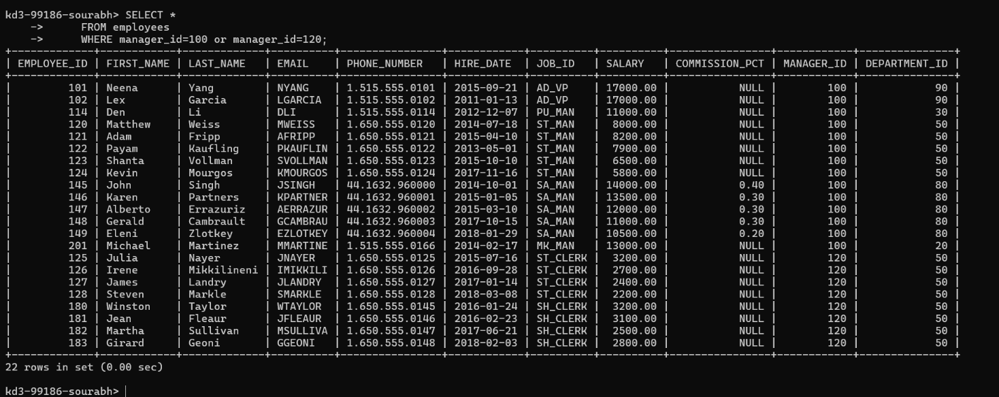 kd3-99186-sourabh> SELECT *
    ->      FROM employees
    ->      WHERE manager_id=100 or manager_id=120;
+-------------+------------+-------------+----------+----------------+------------+----------+----------+----------------+------------+---------------+
| EMPLOYEE_ID | FIRST_NAME | LAST_NAME   | EMAIL    | PHONE_NUMBER   | HIRE_DATE  | JOB_ID   | SALARY   | COMMISSION_PCT | MANAGER_ID | DEPARTMENT_ID |
+-------------+------------+-------------+----------+----------------+------------+----------+----------+----------------+------------+---------------+
|         101 | Neena      | Yang        | NYANG    | 1.515.555.0101 | 2015-09-21 | AD_VP    | 17000.00 |           NULL |        100 |            90 |
|         102 | Lex        | Garcia      | LGARCIA  | 1.515.555.0102 | 2011-01-13 | AD_VP    | 17000.00 |           NULL |        100 |            90 |
|         114 | Den        | Li          | DLI      | 1.515.555.0114 | 2012-12-07 | PU_MAN   | 11000.00 |           NULL |        100 |            30 |
|         120 | Matthew    | Weiss       | MWEISS   | 1.650.555.0120 | 2014-07-18 | ST_MAN   |  8000.00 |           NULL |        100 |            50 |
|         121 | Adam       | Fripp       | AFRIPP   | 1.650.555.0121 | 2015-04-10 | ST_MAN   |  8200.00 |           NULL |        100 |            50 |
|         122 | Payam      | Kaufling    | PKAUFLIN | 1.650.555.0122 | 2013-05-01 | ST_MAN   |  7900.00 |           NULL |        100 |            50 |
|         123 | Shanta     | Vollman     | SVOLLMAN | 1.650.555.0123 | 2015-10-10 | ST_MAN   |  6500.00 |           NULL |        100 |            50 |
|         124 | Kevin      | Mourgos     | KMOURGOS | 1.650.555.0124 | 2017-11-16 | ST_MAN   |  5800.00 |           NULL |        100 |            50 |
|         145 | John       | Singh       | JSINGH   | 44.1632.960000 | 2014-10-01 | SA_MAN   | 14000.00 |           0.40 |        100 |            80 |
|         146 | Karen      | Partners    | KPARTNER | 44.1632.960001 | 2015-01-05 | SA_MAN   | 13500.00 |           0.30 |        100 |            80 |
|         147 | Alberto    | Errazuriz   | AERRAZUR | 44.1632.960002 | 2015-03-10 | SA_MAN   | 12000.00 |           0.30 |        100 |            80 |
|         148 | Gerald     | Cambrault   | GCAMBRAU | 44.1632.960003 | 2017-10-15 | SA_MAN   | 11000.00 |           0.30 |        100 |            80 |
|         149 | Eleni      | Zlotkey     | EZLOTKEY | 44.1632.960004 | 2018-01-29 | SA_MAN   | 10500.00 |           0.20 |        100 |            80 |
|         201 | Michael    | Martinez    | MMARTINE | 1.515.555.0166 | 2014-02-17 | MK_MAN   | 13000.00 |           NULL |        100 |            20 |
|         125 | Julia      | Nayer       | JNAYER   | 1.650.555.0125 | 2015-07-16 | ST_CLERK |  3200.00 |           NULL |        120 |            50 |
|         126 | Irene      | Mikkilineni | IMIKKILI | 1.650.555.0126 | 2016-09-28 | ST_CLERK |  2700.00 |           NULL |        120 |            50 |
|         127 | James      | Landry      | JLANDRY  | 1.650.555.0127 | 2017-01-14 | ST_CLERK |  2400.00 |           NULL |        120 |            50 |
|         128 | Steven     | Markle      | SMARKLE  | 1.650.555.0128 | 2018-03-08 | ST_CLERK |  2200.00 |           NULL |        120 |            50 |
|         180 | Winston    | Taylor      | WTAYLOR  | 1.650.555.0145 | 2016-01-24 | SH_CLERK |  3200.00 |           NULL |        120 |            50 |
|         181 | Jean       | Fleaur      | JFLEAUR  | 1.650.555.0146 | 2016-02-23 | SH_CLERK |  3100.00 |           NULL |        120 |            50 |
|         182 | Martha     | Sullivan    | MSULLIVA | 1.650.555.0147 | 2017-06-21 | SH_CLERK |  2500.00 |           NULL |        120 |            50 |
|         183 | Girard     | Geoni       | GGEONI   | 1.650.555.0148 | 2018-02-03 | SH_CLERK |  2800.00 |           NULL |        120 |            50 |
+-------------+------------+-------------+----------+----------------+------------+----------+----------+----------------+------------+---------------+
22 rows in set (0.00 sec)
kd3-99186-sourabh>